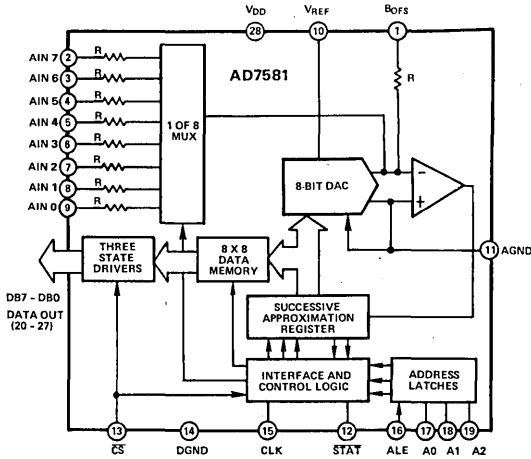 VDD VREF BOFS
28 10 1
AD7581
AIN 7 2 R
AIN 6 3 R
AIN 5 4 R
AIN 4 5 R
AIN 3 6 R
AIN 2 7 R
AIN 1 8 R
AIN 0 9 R
1 OF 8
MUX
R
8-BIT DAC
−
+
11
AGND
THREE
STATE
DRIVERS
8 X 8
DATA
MEMORY
DB7 - DB0
DATA OUT
(20 - 27)
SUCCESSIVE
APPROXIMATION
REGISTER
INTERFACE AND
CONTROL LOGIC
ADDRESS
LATCHES
13 14 15 12 16 17 18 19
CS DGND CLK STAT ALE A0 A1 A2